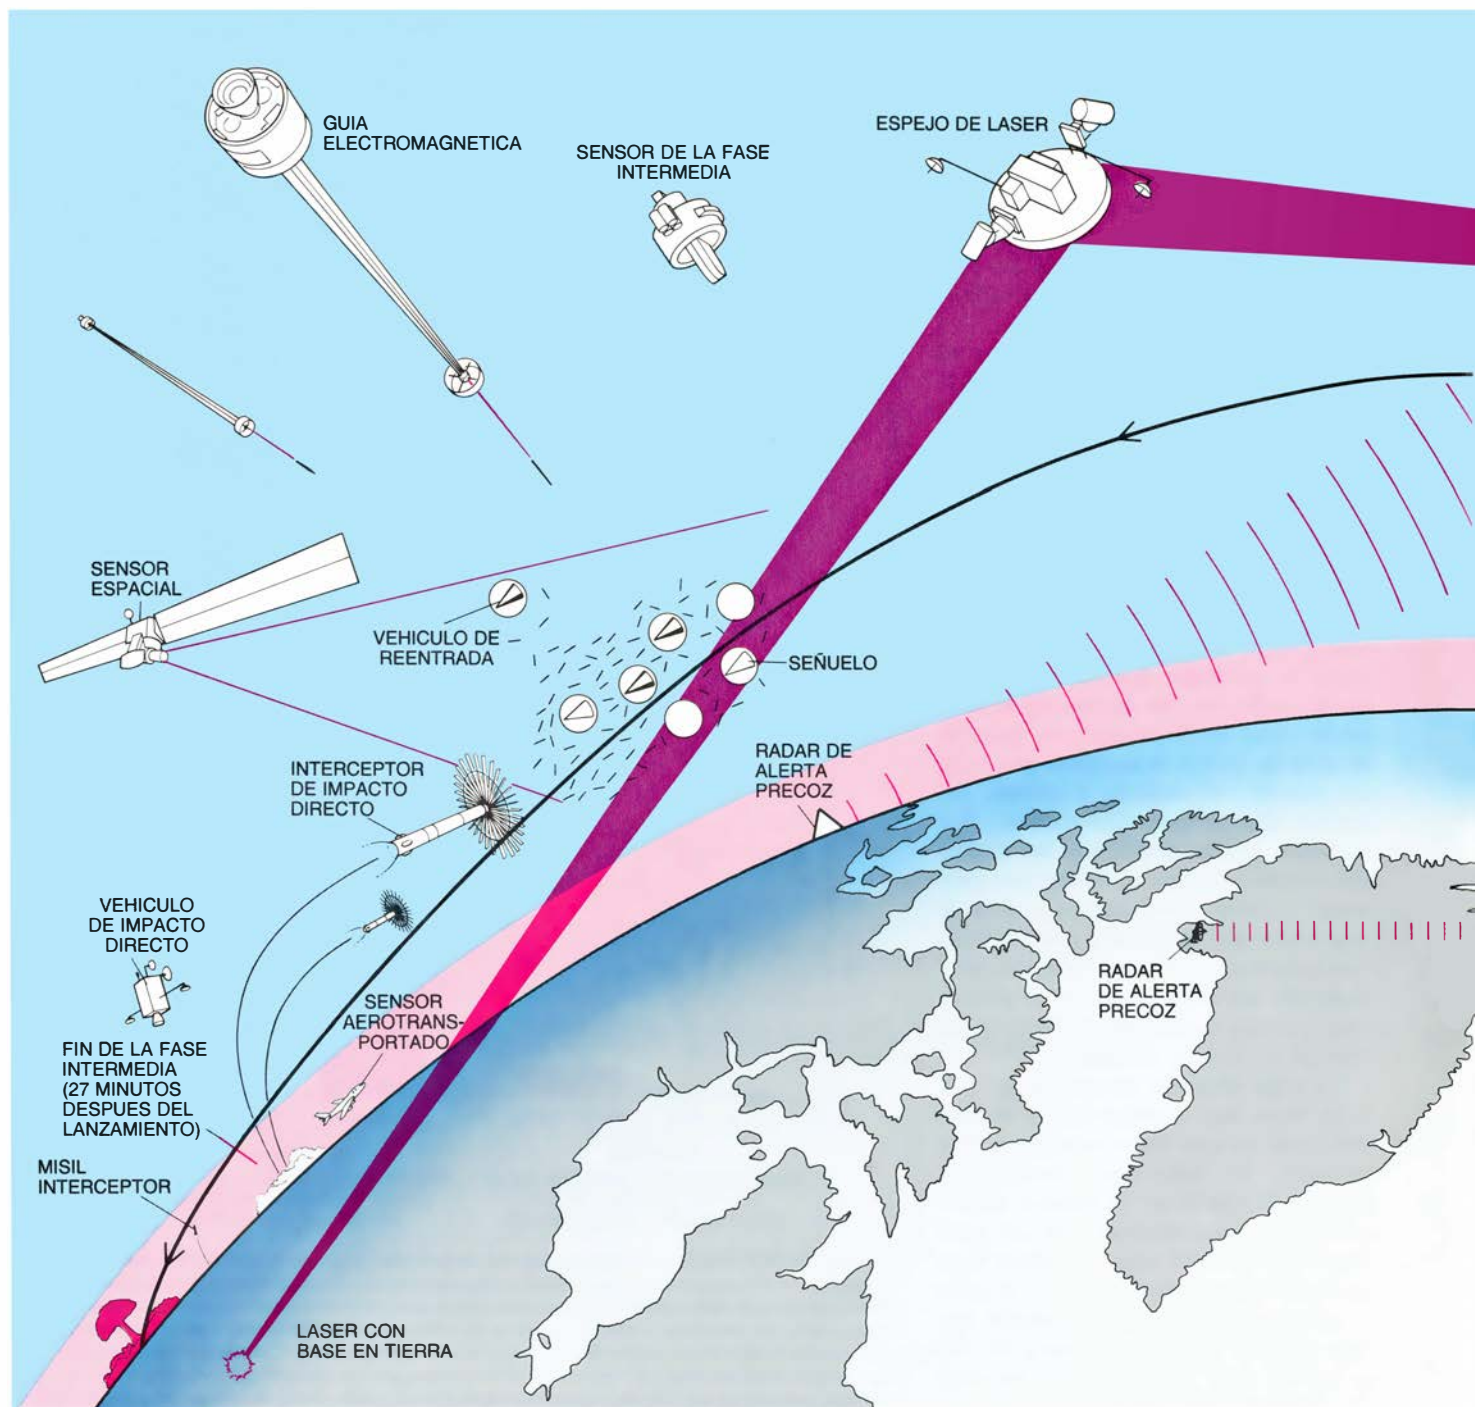 GUIA
ELECTROMAGNETICA
SENSOR DE LA FASE
INTERMEDIA
ESPEJO DE LASER
SENSOR
ESPACIAL
VEHICULO DE
REENTRADA
SEÑUELO
INTERCEPTOR
DE IMPACTO
DIRECTO
RADAR DE
ALERTA
PRECOZ
VEHICULO
DE IMPACTO
DIRECTO
SENSOR
AEROTRANS-
PORTADO
RADAR
DE ALERTA
PRECOZ
FIN DE LA FASE
INTERMEDIA
(27 MINUTOS
DESPUES DEL
LANZAMIENTO)
MISIL
INTERCEPTOR
LASER CON
BASE EN TIERRA